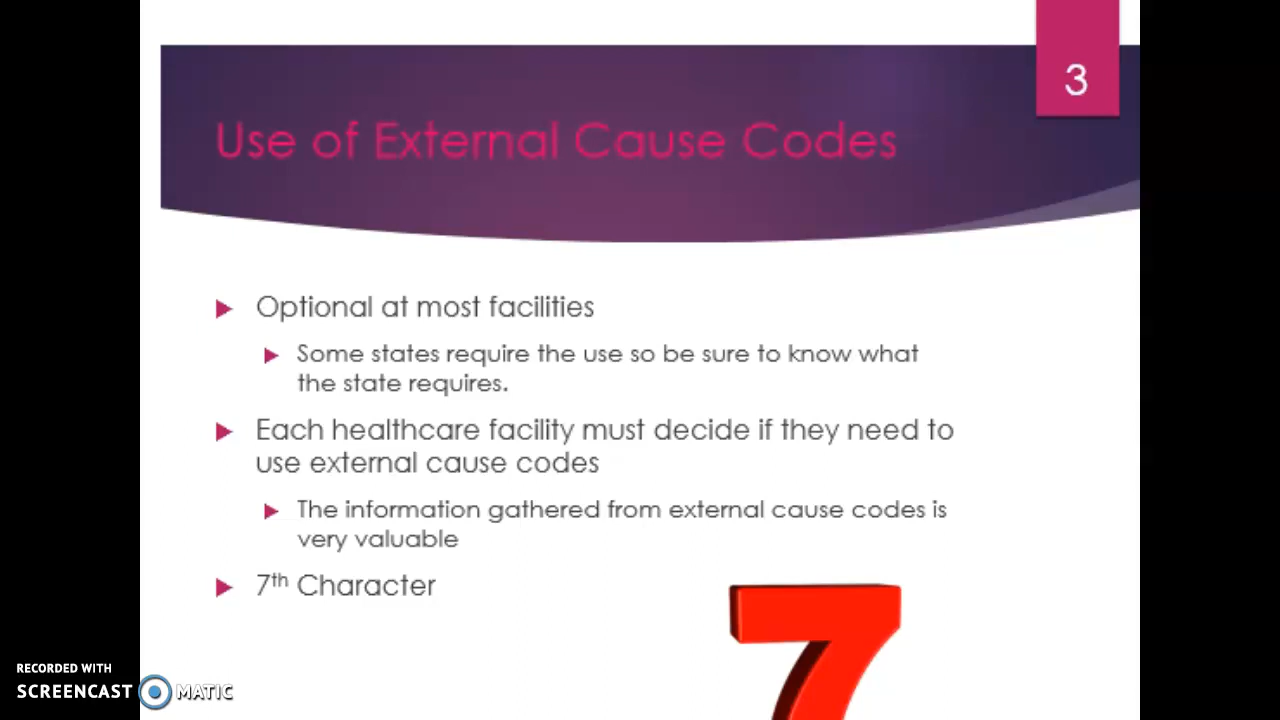 3
Use of External Cause Codes
Optional at most facilities
Some states require the use so be sure to know what
the state requires.
Each healthcare facility must decide if they need to
use external cause codes
The information gathered from external cause codes is
very valuable
7th Character
7
RECORDED WITH
SCREENCAST MATIC